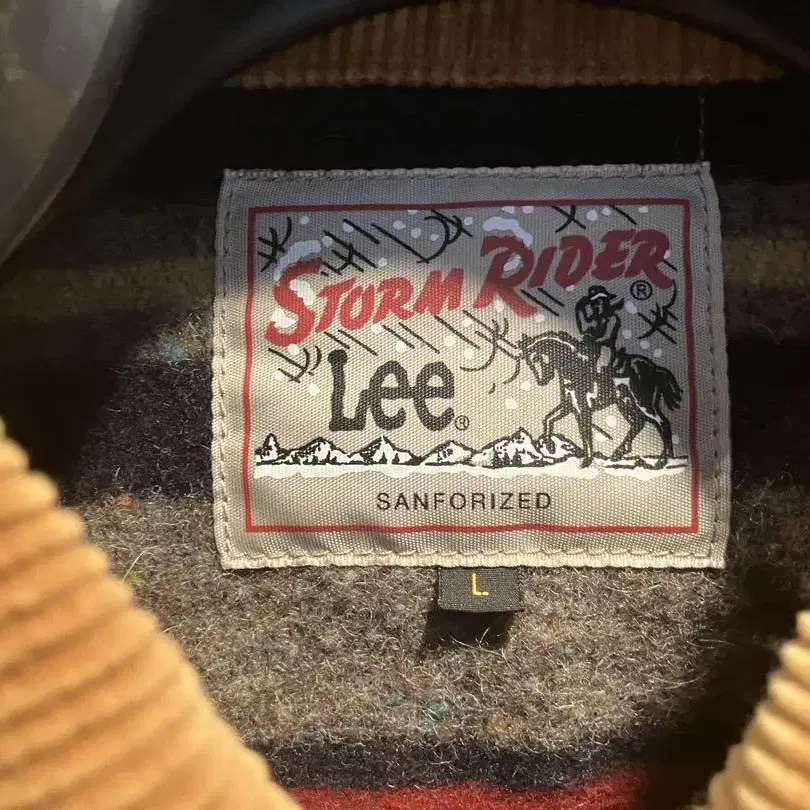 STORM RIDER ®
Lee ®
SANFORIZED
L